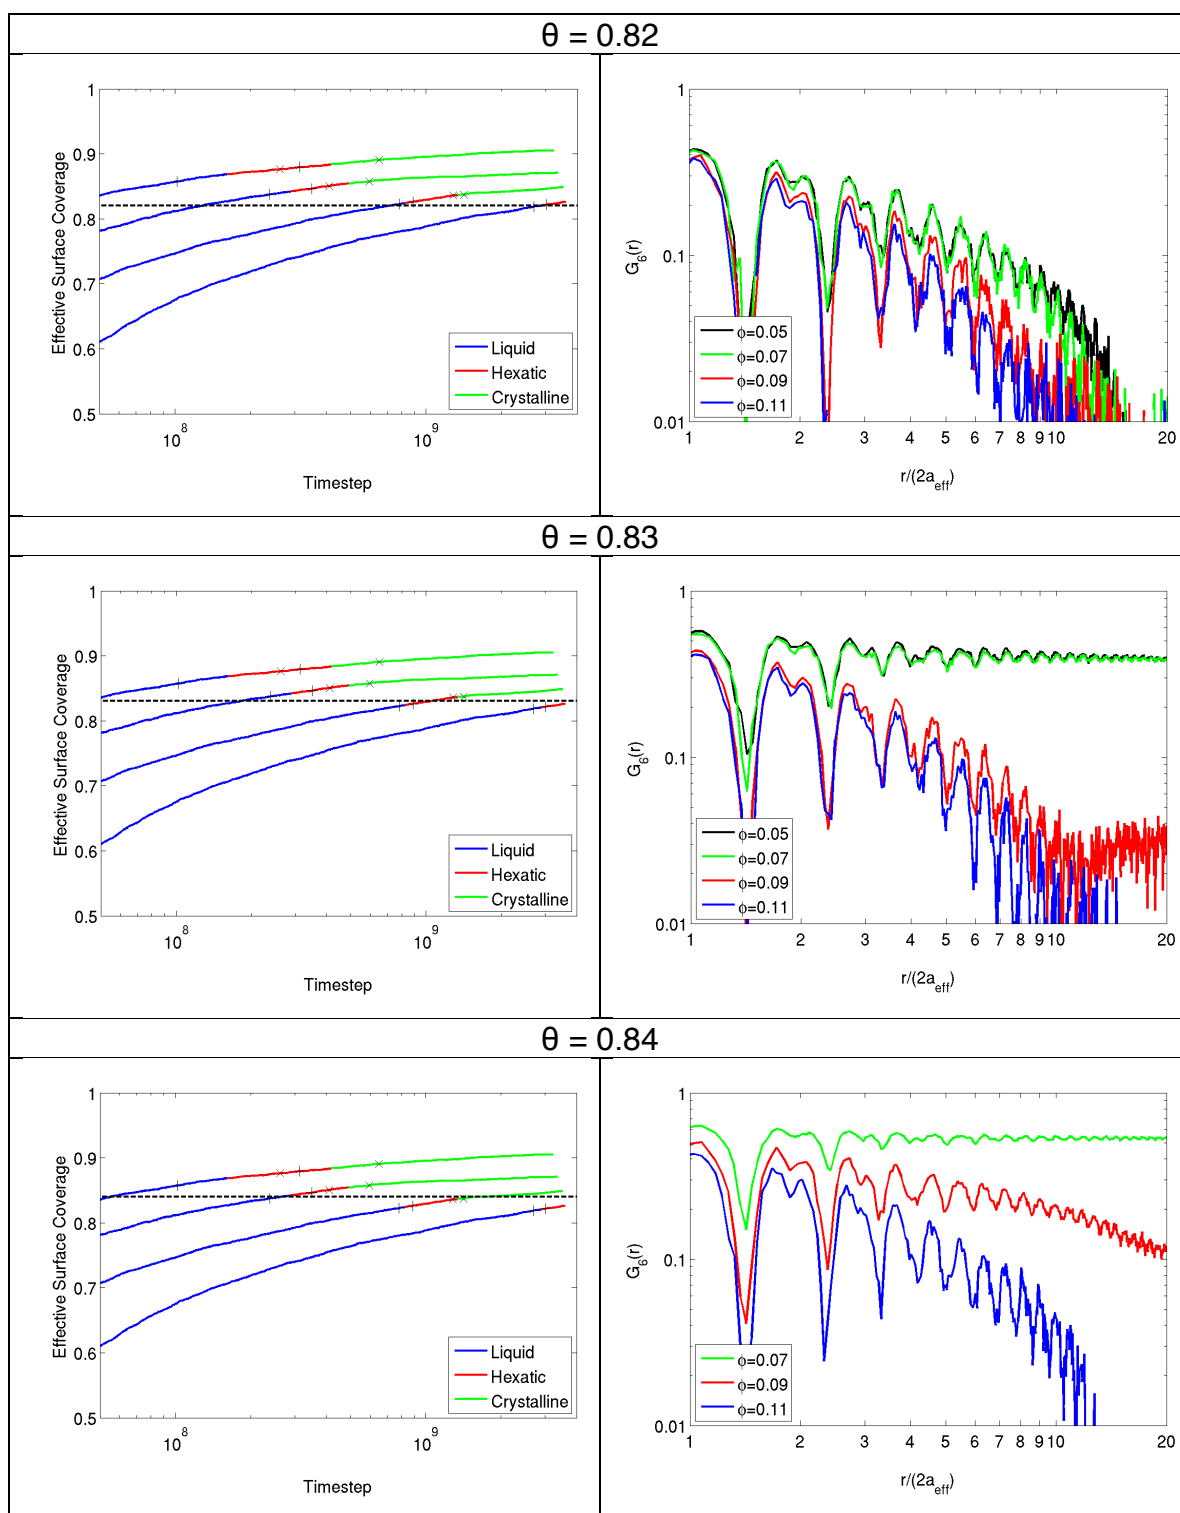 θ = 0.82
1
0.9
0.8
0.7
0.6
0.5
Effective Surface Coverage
10^8
10^9
Timestep
Liquid
Hexatic
Crystalline
1
0.1
0.01
G_6(r)
1 2 3 4 5 6 7 8 9 10 20
r/(2a_eff)
ϕ=0.05
ϕ=0.07
ϕ=0.09
ϕ=0.11
θ = 0.83
1
0.9
0.8
0.7
0.6
0.5
Effective Surface Coverage
10^8
10^9
Timestep
Liquid
Hexatic
Crystalline
1
0.1
0.01
G_6(r)
1 2 3 4 5 6 7 8 9 10 20
r/(2a_eff)
ϕ=0.05
ϕ=0.07
ϕ=0.09
ϕ=0.11
θ = 0.84
1
0.9
0.8
0.7
0.6
0.5
Effective Surface Coverage
10^8
10^9
Timestep
Liquid
Hexatic
Crystalline
1
0.1
0.01
G_6(r)
1 2 3 4 5 6 7 8 9 10 20
r/(2a_eff)
ϕ=0.07
ϕ=0.09
ϕ=0.11